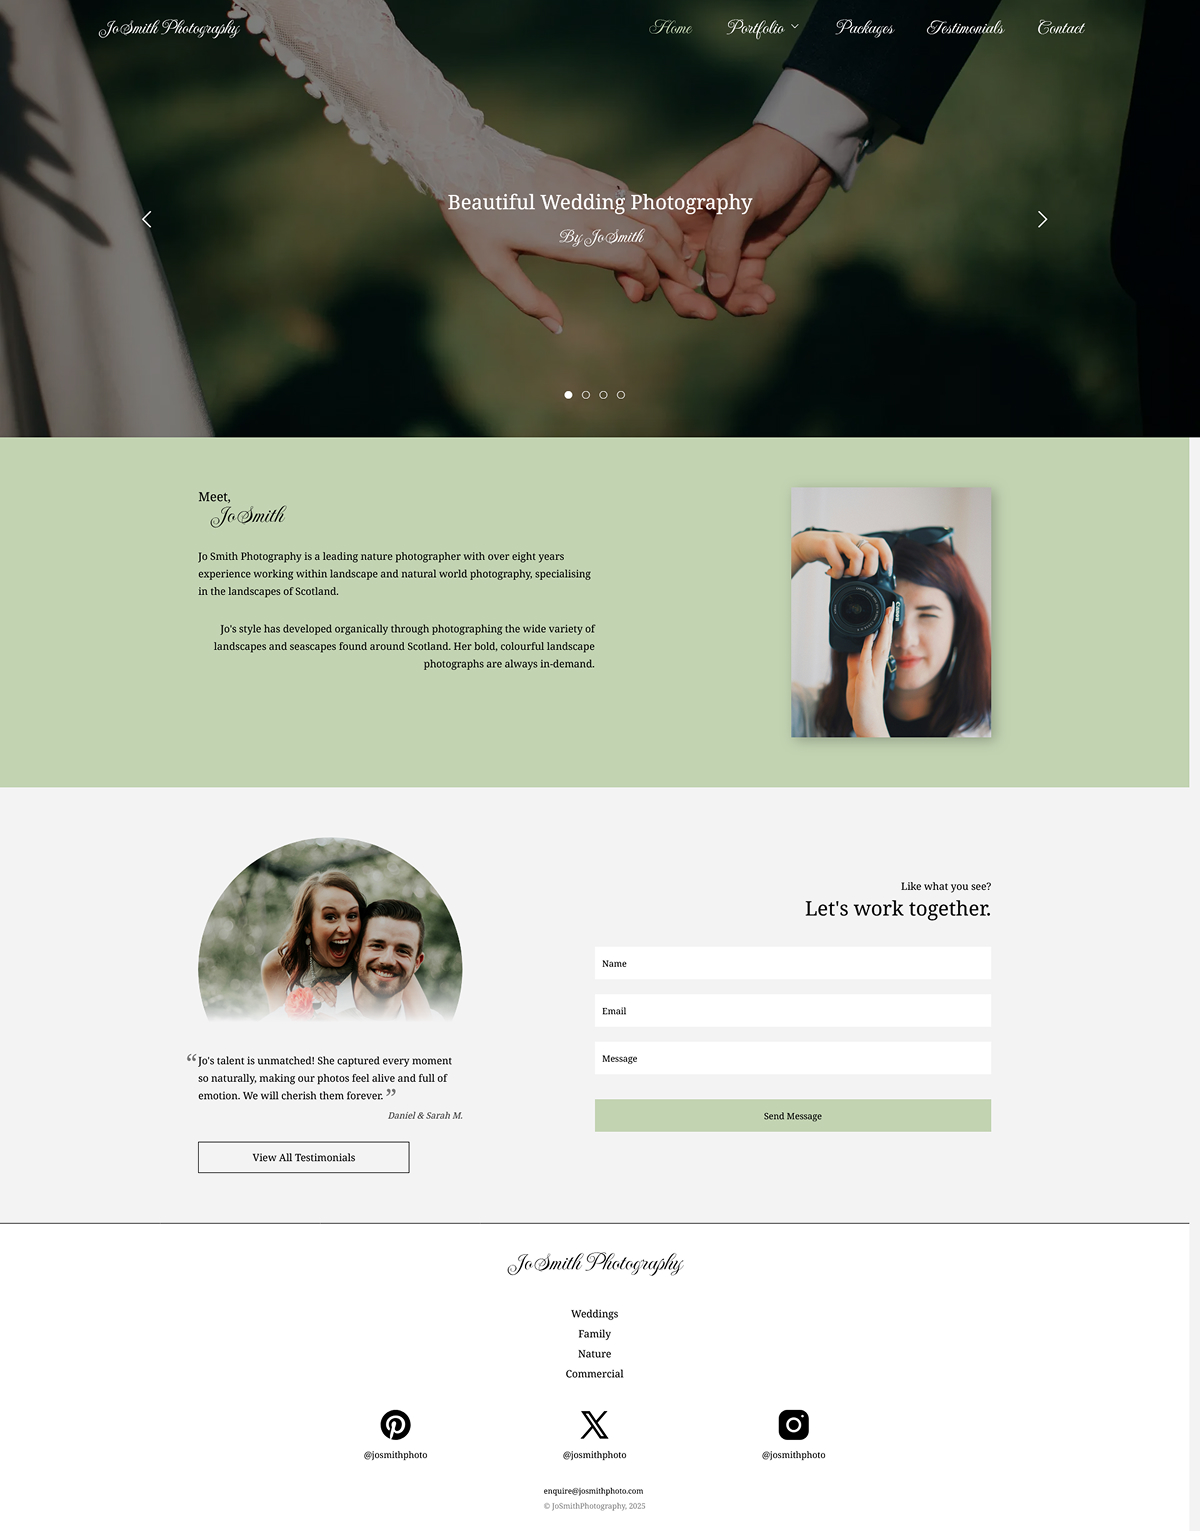 JoSmith Photography
Home Portfolio Packages Testimonials Contact
Beautiful Wedding Photography
By JoSmith
Meet,
JoSmith
Jo Smith Photography is a leading nature photographer with over eight years
experience working within landscape and natural world photography, specialising
in the landscapes of Scotland.
Jo's style has developed organically through photographing the wide variety of
landscapes and seascapes found around Scotland. Her bold, colourful landscape
photographs are always in-demand.
Canon
“Jo's talent is unmatched! She captured every moment
so naturally, making our photos feel alive and full of
emotion. We will cherish them forever. ”
Daniel & Sarah M.
View All Testimonials
Like what you see?
Let's work together.
Name
Email
Message
Send Message
JoSmith Photography
Weddings
Family
Nature
Commercial
@josmithphoto @josmithphoto @josmithphoto
enquire@josmithphoto.com
© JoSmithPhotography, 2025